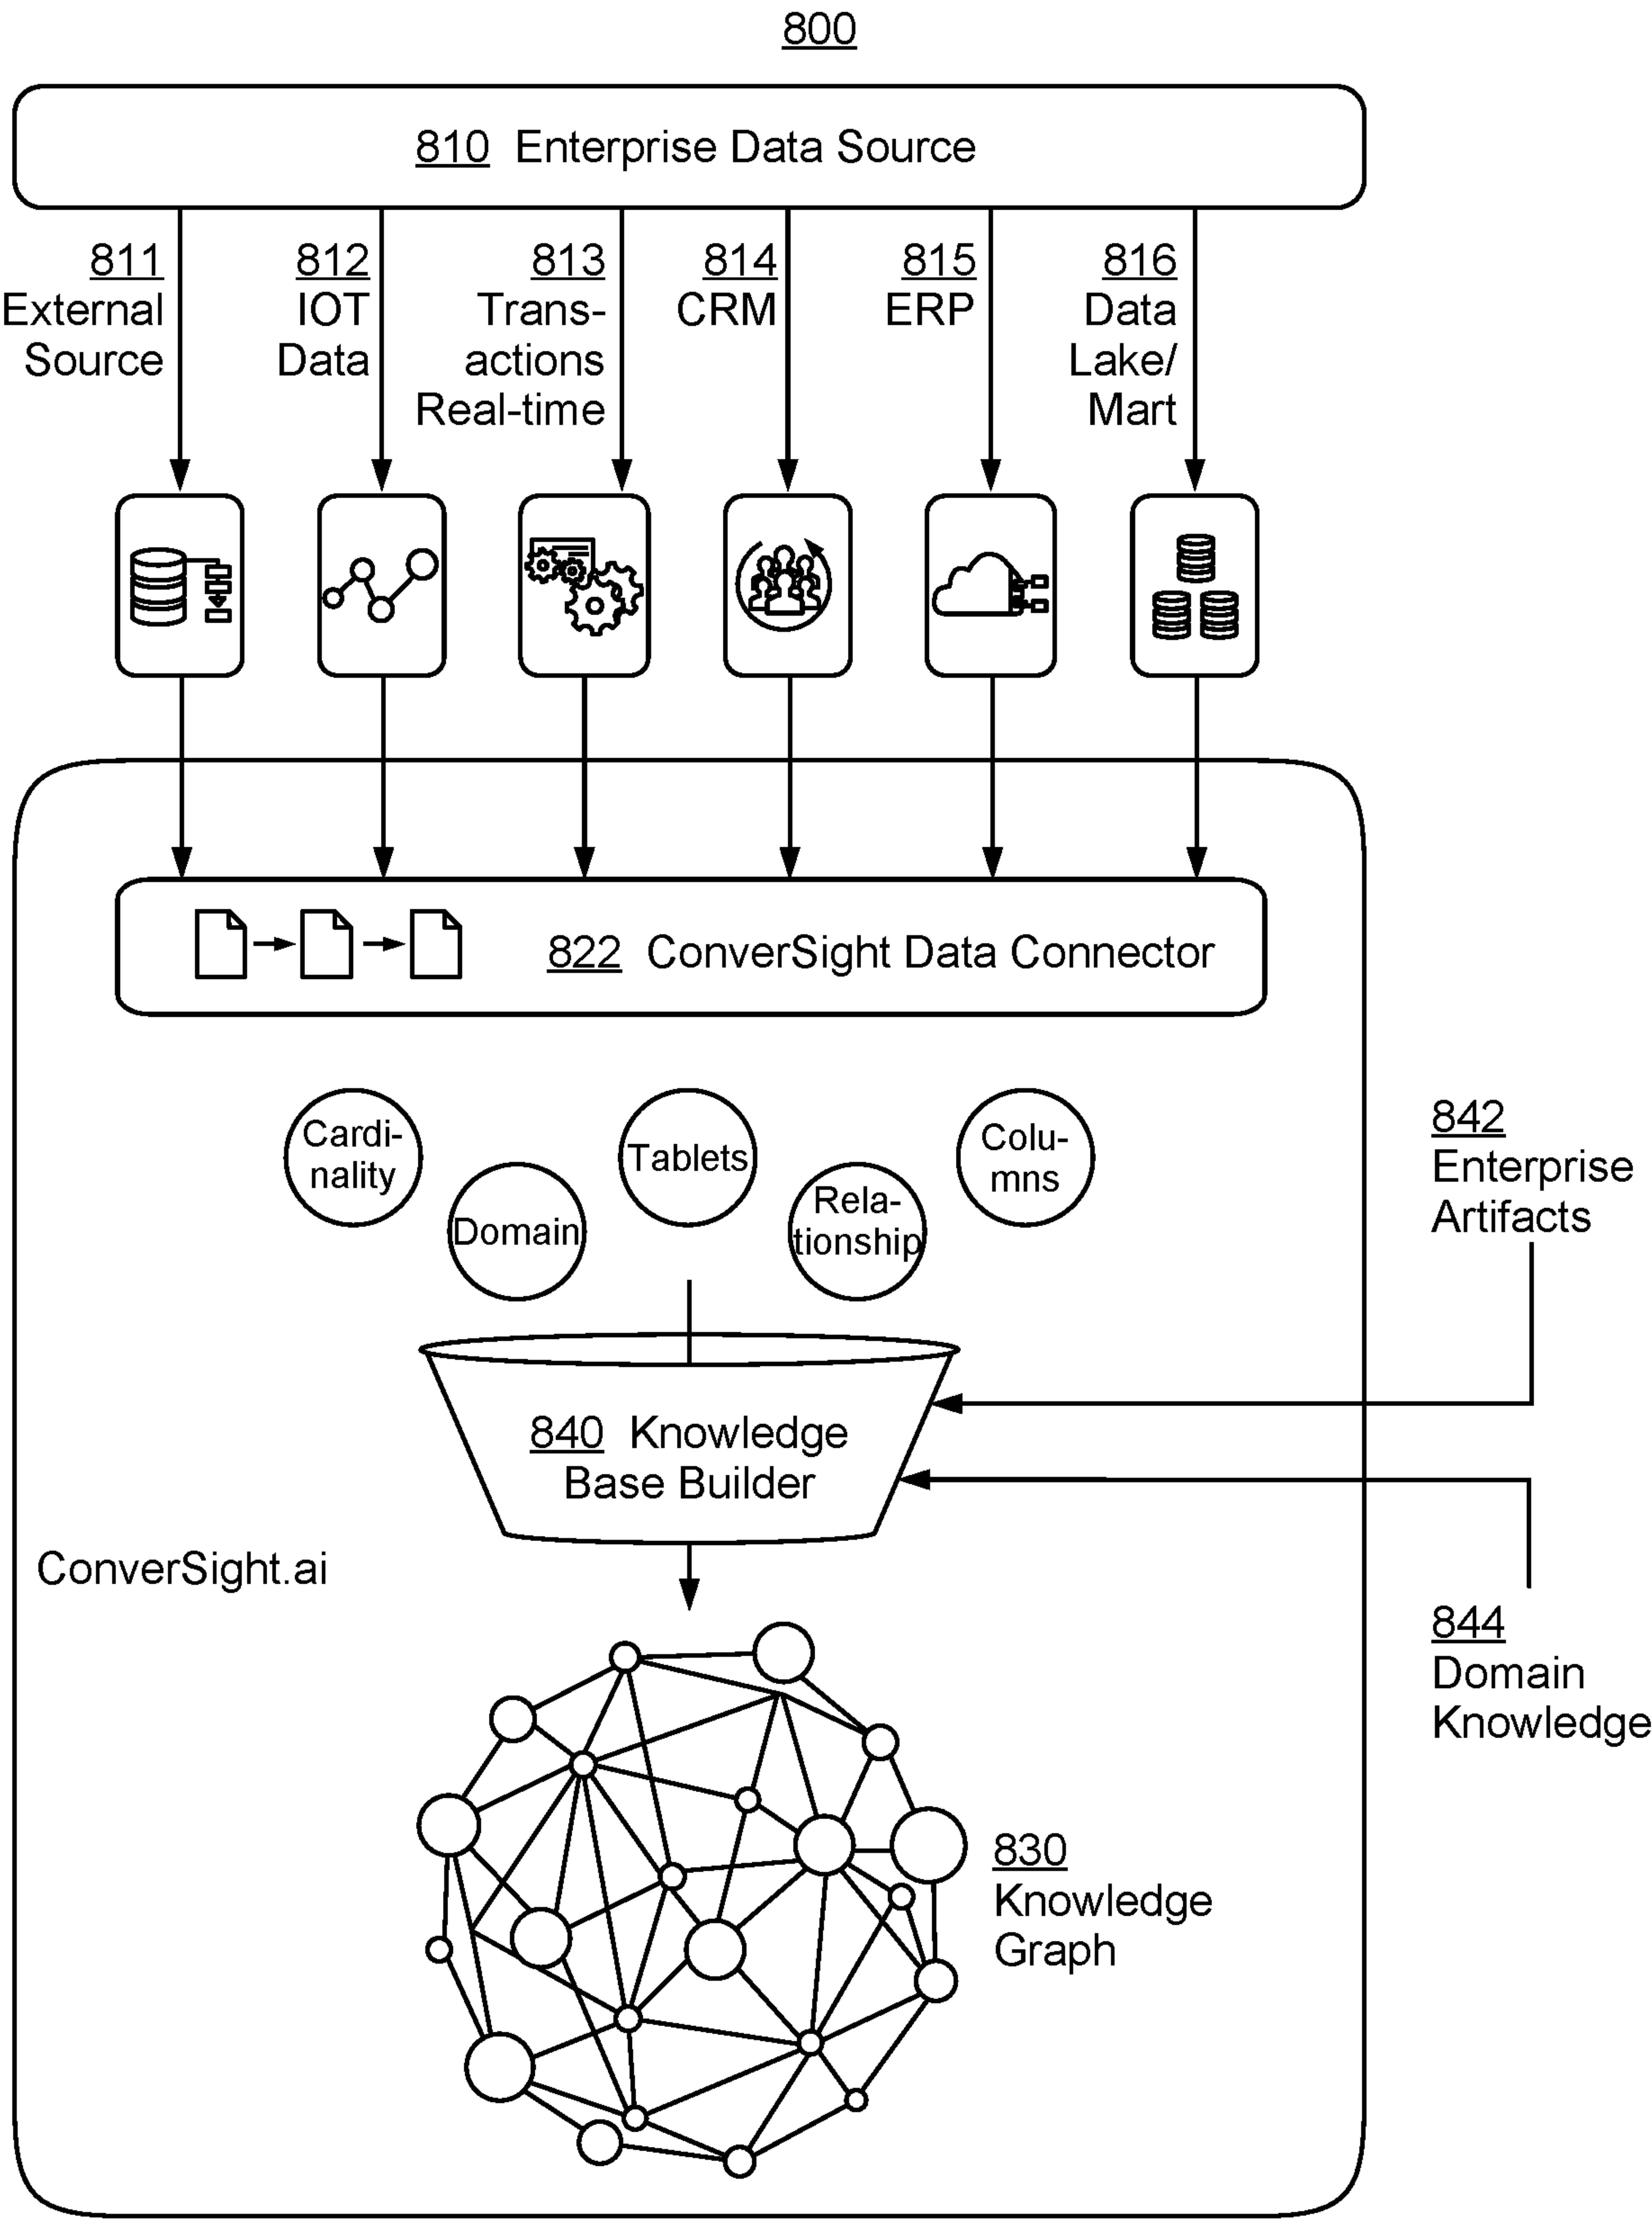 800
810 Enterprise Data Source
811
External
Source
812
IOT
Data
813
Trans-
actions
Real-time
814
CRM
815
ERP
816
Data
Lake/
Mart
822 ConverSight Data Connector
Cardi-
nality
Domain
Tablets
Rela-
tionship
Colu-
mns
842
Enterprise
Artifacts
840 Knowledge
Base Builder
ConverSight.ai
844
Domain
Knowledge
830
Knowledge
Graph